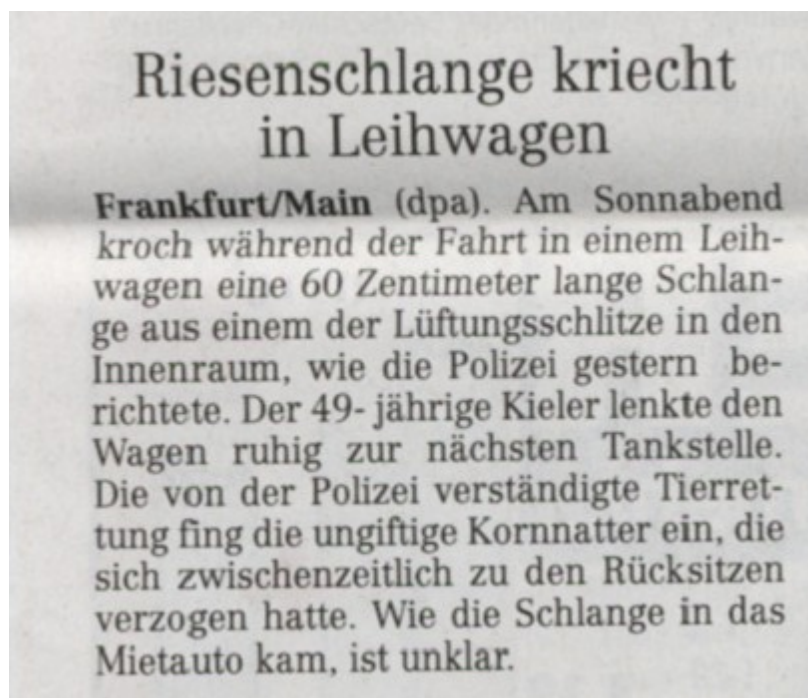 Riesenschlange kriecht
in Leihwagen
Frankfurt/Main (dpa). Am Sonnabend
kroch während der Fahrt in einem Leih-
wagen eine 60 Zentimeter lange Schlan-
ge aus einem der Lüftungsschlitze in den
Innenraum, wie die Polizei gestern be-
richtete. Der 49- jährige Kieler lenkte den
Wagen ruhig zur nächsten Tankstelle.
Die von der Polizei verständigte Tierret-
tung fing die ungiftige Kornnatter ein, die
sich zwischenzeitlich zu den Rücksitzen
verzogen hatte. Wie die Schlange in das
Mietauto kam, ist unklar.